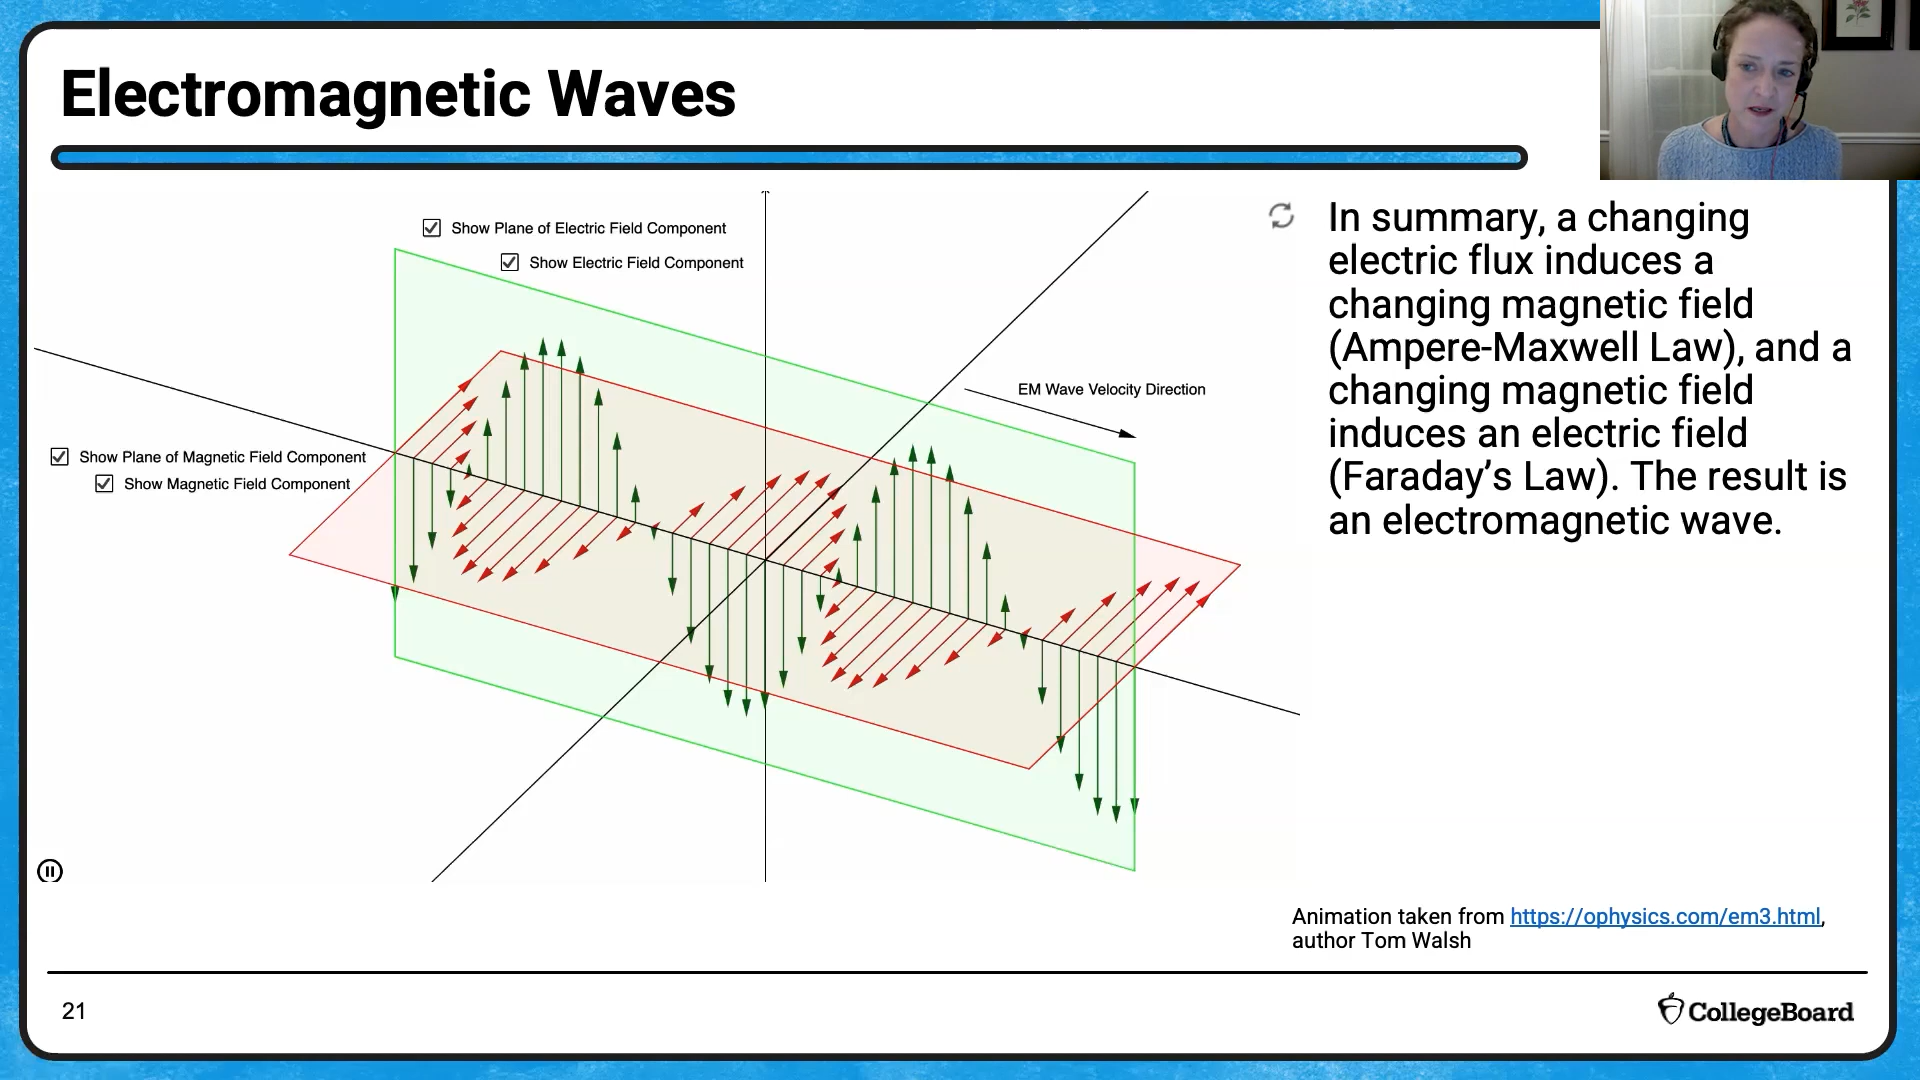 Electromagnetic Waves
Show Plane of Electric Field Component
Show Electric Field Component
EM Wave Velocity Direction
Show Plane of Magnetic Field Component
Show Magnetic Field Component
In summary, a changing
electric flux induces a
changing magnetic field
(Ampere-Maxwell Law), and a
changing magnetic field
induces an electric field
(Faraday’s Law). The result is
an electromagnetic wave.
Animation taken from https://ophysics.com/em3.html,
author Tom Walsh
21
CollegeBoard